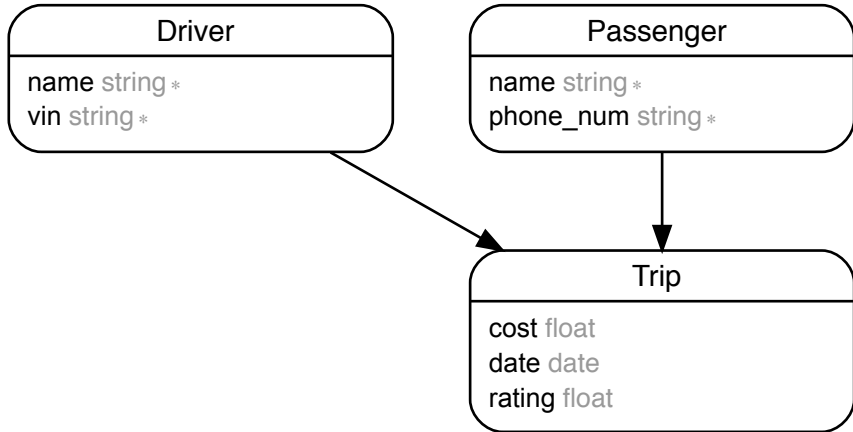 Driver
name string *
vin string *
Passenger
name string *
phone_num string *
Trip
cost float
date date
rating float